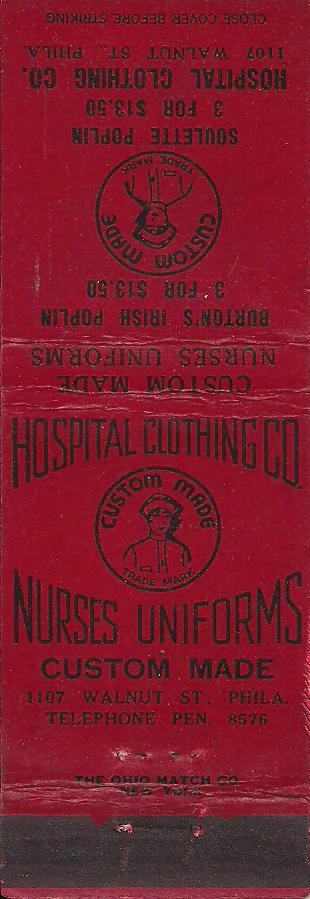 CLOSE COVER BEFORE STRIKING
1107 WALNUT ST. PHILA.
HOSPITAL CLOTHING CO.
3 FOR $13.50
SOULETTE POPLIN
TRADE MARK
CUSTOM MADE
3 FOR $13.50
BURTON'S IRISH POPLIN
NURSES UNIFORMS
CUSTOM MADE
HOSPITAL CLOTHING CO.
CUSTOM MADE
TRADE MARK
NURSES UNIFORMS
CUSTOM MADE
1107 WALNUT ST., PHILA.
TELEPHONE PEN. 8576
THE OHIO MATCH CO.
NEW YORK